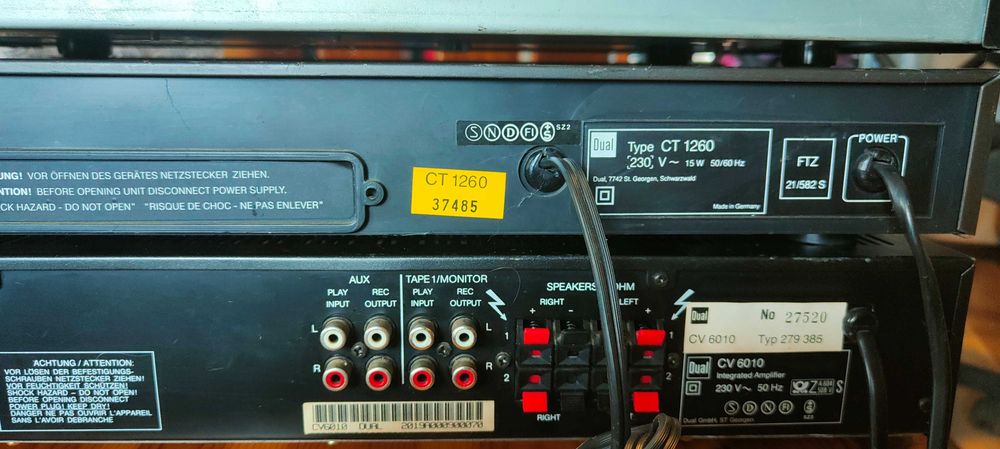 UNG! VOR ÖFFNEN DES GERÄTES NETZSTECKER ZIEHEN.
NTION! BEFORE OPENING UNIT DISCONNECT POWER SUPPLY.
OCK HAZARD - DO NOT OPEN" "RISQUE DE CHOC - NE PAS ENLEVER"
CT 1260
37485
S N D FI S SZ2
Dual Type CT 1260
230 V~ 15 W 50/60 Hz
Dual, 7742 St. Georgen, Schwarzwald
Made in Germany
FTZ
21/582 S
POWER
AUX
PLAY INPUT
REC OUTPUT
TAPE 1/MONITOR
PLAY INPUT
REC OUTPUT
L
R
L
R
SPEAKERS OHM
RIGHT
LEFT
+ - +
1
2
1
2
RIGHT
ACHTUNG / ATTENTION:
VOR LÖSEN DER BEFESTIGUNGS-
SCHRAUBEN NETZSTECKER ZIEHEN!
VOR FEUCHTIGKEIT SCHÜTZEN!
SHOCK HAZARD - DO NOT OPEN!
BEFORE OPENING DISCONNECT
POWER PLUG! KEEP DRY!
DANGER NE PAS OUVRIR L'APPAREIL
SANS L'AVOIR DEBRANCHE
CV6010 DUAL 2019A000900070
Dual No 27520
CV 6010 Typ 279 385
Dual CV 6010
Integrated Amplifier
230 V~ 50 Hz
S N D FI SZ2
Z S
Dual GmbH, ST Georgen